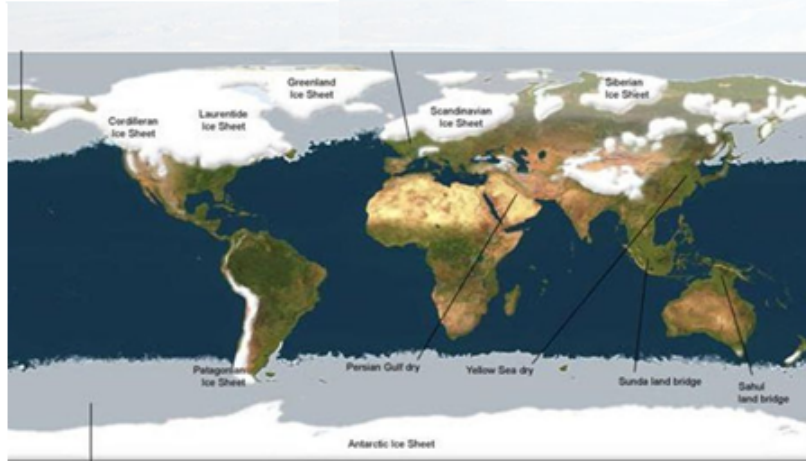 Greenland
Ice Sheet
Siberian
Ice Sheet
Cordilleran
Ice Sheet
Laurentide
Ice Sheet
Scandinavian
Ice Sheet
Patagonian
Ice Sheet
Persian Gulf dry
Yellow Sea dry
Sunda land bridge
Sahul
land bridge
Antarctic Ice Sheet